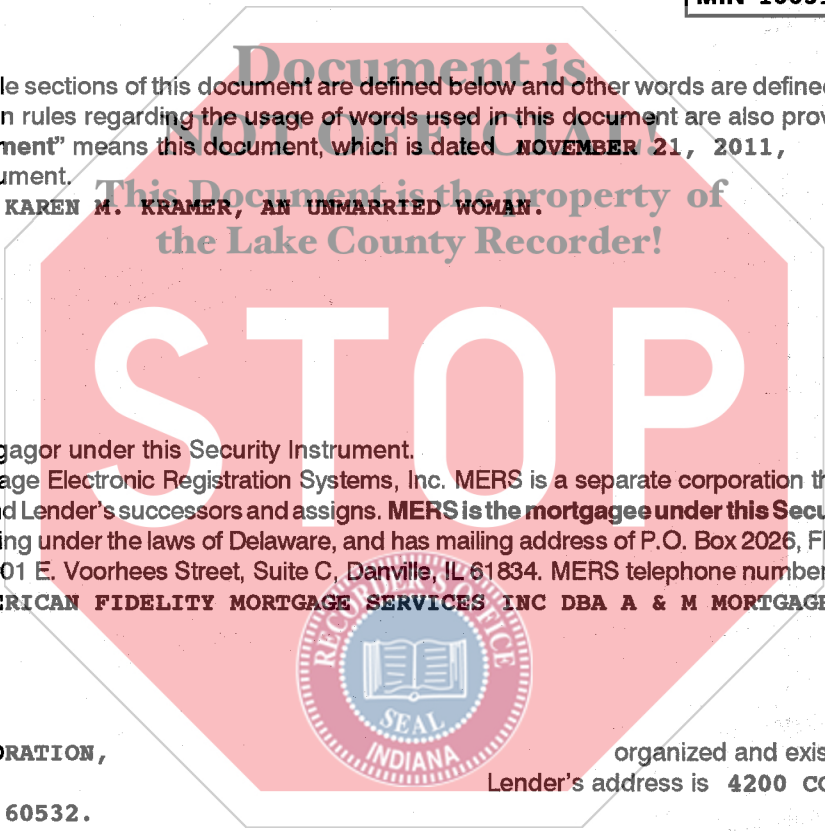 MIN
Document is
le sections of this document are defined below and other words are defined
n rules regarding the usage of words used in this document are also prov
NOT OFFICIAL!
ment” means this document, which is dated NOVEMBER 21, 2011,
ument.
This Document is the property of
KAREN M. KRAMER, AN UNMARRIED WOMAN.
the Lake County Recorder!
STOP
gagor under this Security Instrument.
age Electronic Registration Systems, Inc. MERS is a separate corporation th
d Lender's successors and assigns. MERS is the mortgagee under this Secu
ing under the laws of Delaware, and has mailing address of P.O. Box 2026, Fl
01 E. Voorhees Street, Suite C, Danville, IL 61834. MERS telephone number
ERICAN FIDELITY MORTGAGE SERVICES INC DBA A & M MORTGAGE
RECORDER'S OFFICE
SEAL
INDIANA
ORATION,
organized and exis
Lender's address is 4200 CO
60532.